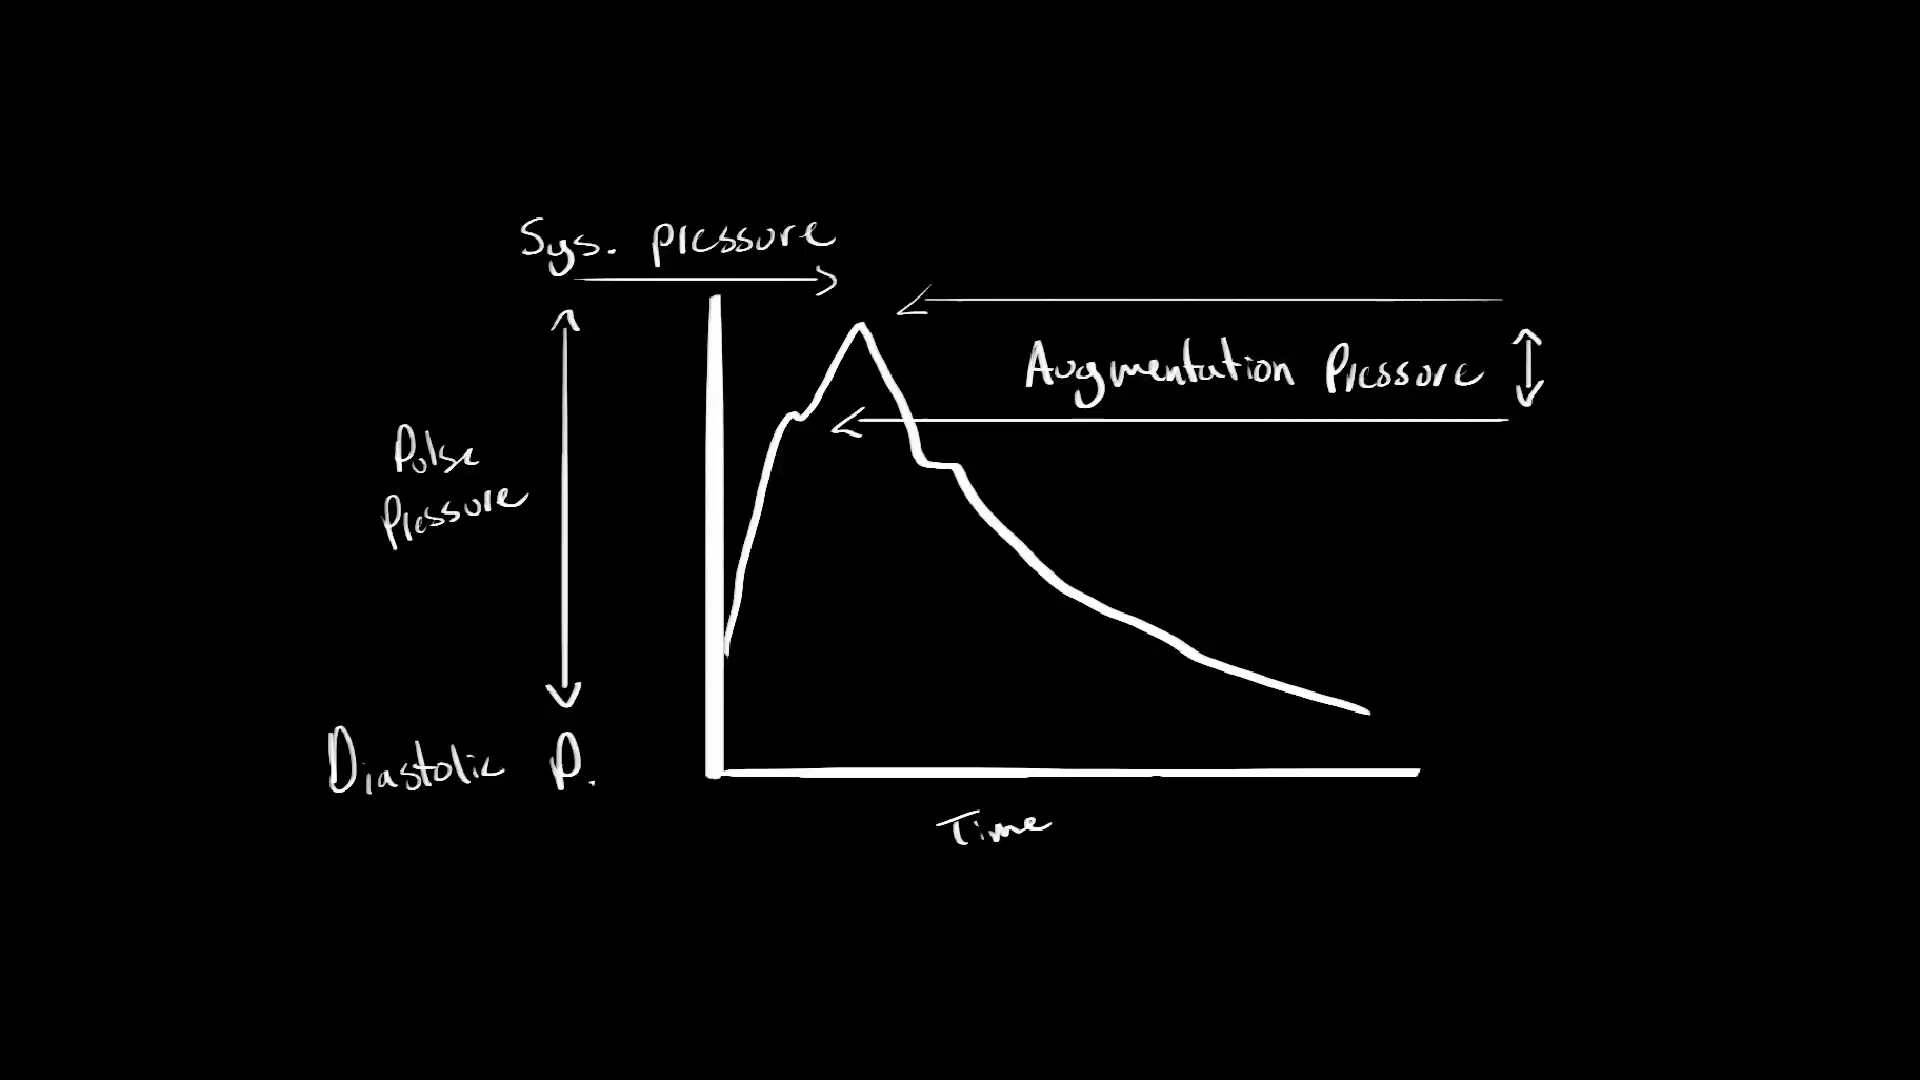 Sys. pressure
Augmentation Pressure
Pulse
Pressure
Diastolic P.
Time